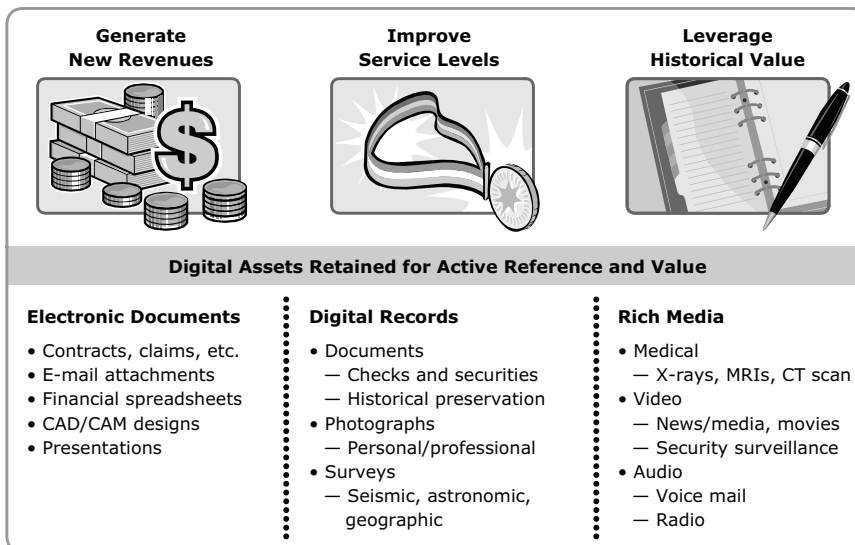 Generate
New Revenues
Improve
Service Levels
Leverage
Historical Value
$
Digital Assets Retained for Active Reference and Value
Electronic Documents
• Contracts, claims, etc.
• E-mail attachments
• Financial spreadsheets
• CAD/CAM designs
• Presentations
Digital Records
• Documents
— Checks and securities
— Historical preservation
• Photographs
— Personal/professional
• Surveys
— Seismic, astronomic,
geographic
Rich Media
• Medical
— X-rays, MRIs, CT scan
• Video
— News/media, movies
— Security surveillance
• Audio
— Voice mail
— Radio